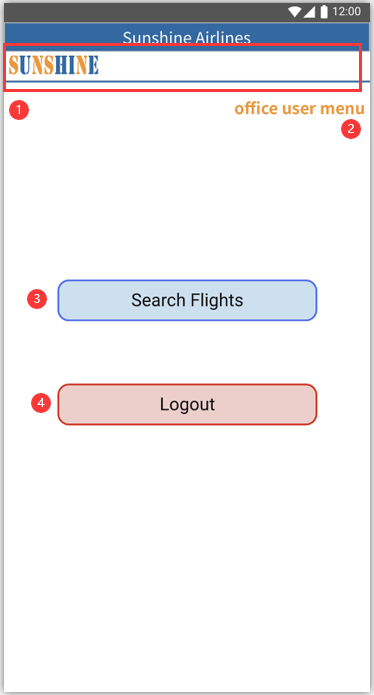 12:00
Sunshine Airlines
SUNSHINE
1
office user menu
2
3 Search Flights
4 Logout